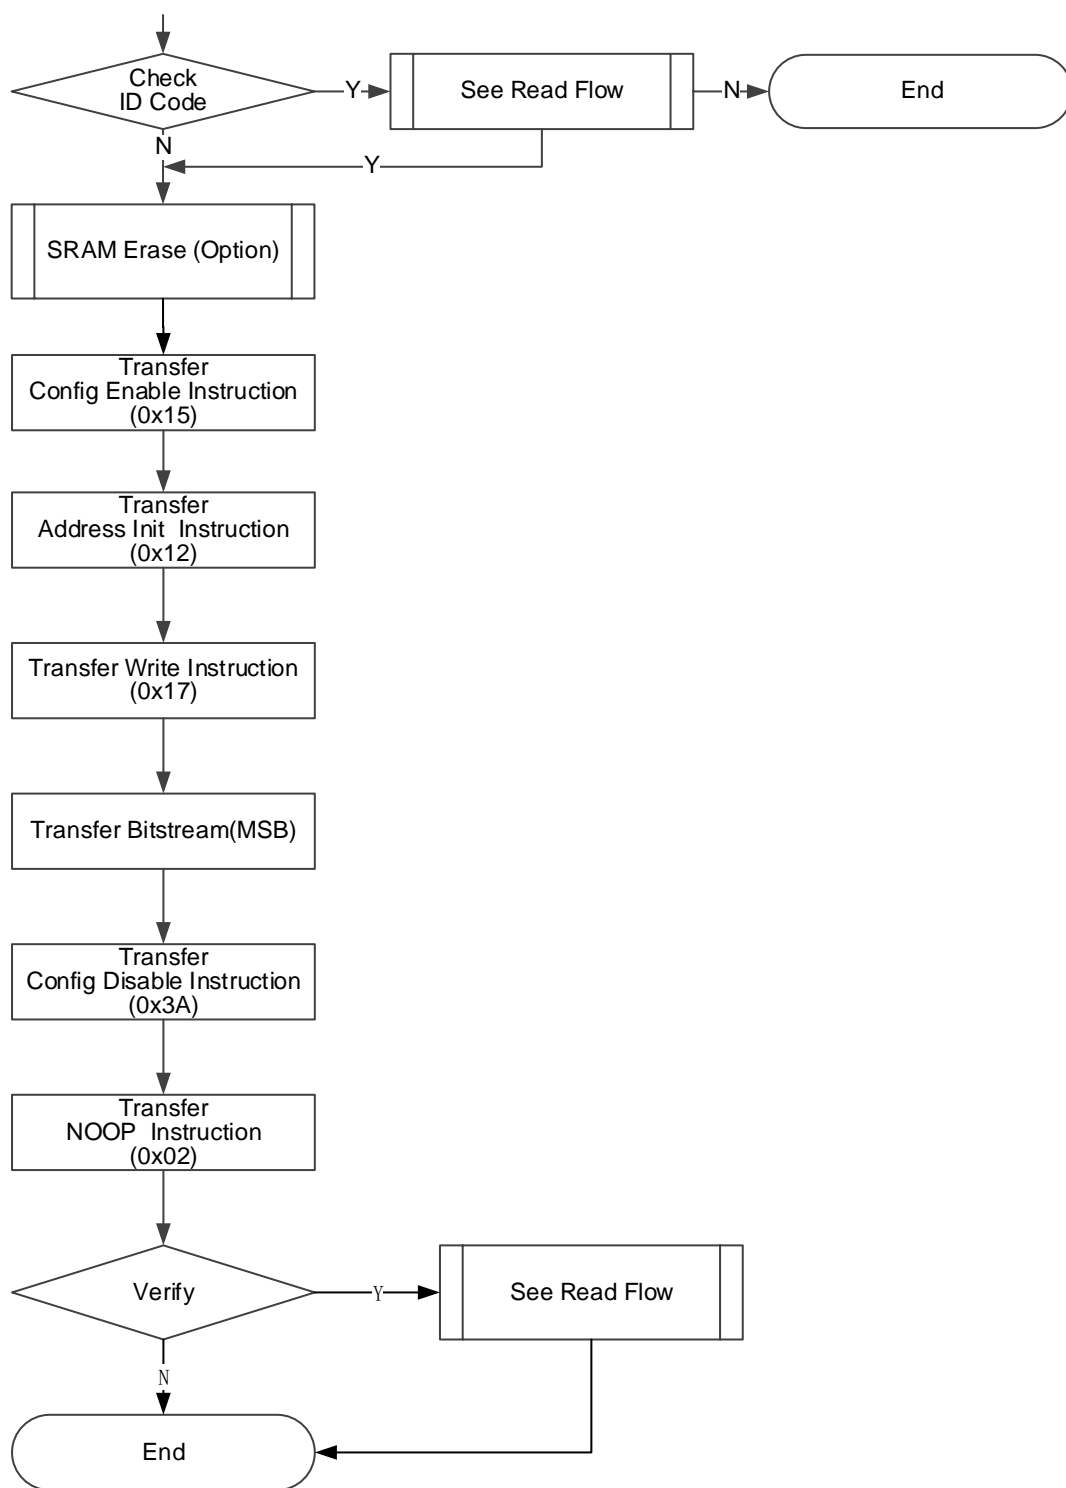 Check
ID Code
Y
See Read Flow
N
End
N
Y
SRAM Erase (Option)
Transfer
Config Enable Instruction
(0x15)
Transfer
Address Init  Instruction
(0x12)
Transfer Write Instruction
(0x17)
Transfer Bitstream(MSB)
Transfer
Config Disable Instruction
(0x3A)
Transfer
NOOP  Instruction
(0x02)
Verify
Y
See Read Flow
N
End